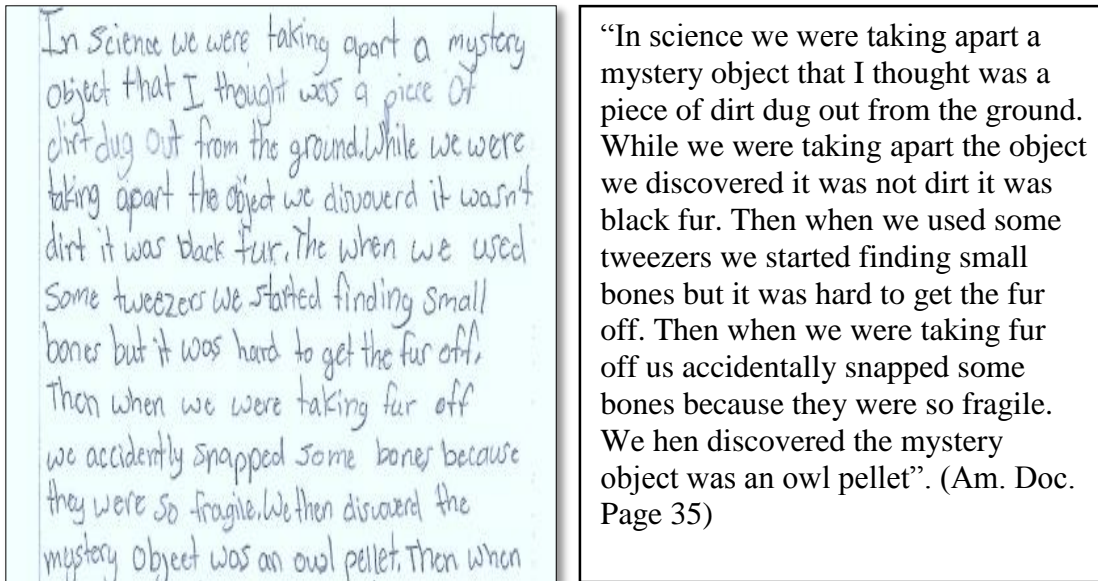 In science we were taking apart a mystery
object that I thought was a piece of
dirt dug out from the ground. While we were
taking apart the object we disvoverd it wasn't
dirt it was black fur. The when we used
some tweezers we started finding small
bones but it was hard to get the fur off.
Then when we were taking fur off
we accidently snapped some bones because
they were so fragile. We then discoverd the
mystery object was an owl pellet. Then when
“In science we were taking apart a
mystery object that I thought was a
piece of dirt dug out from the ground.
While we were taking apart the object
we discovered it was not dirt it was
black fur. Then when we used some
tweezers we started finding small
bones but it was hard to get the fur
off. Then when we were taking fur
off us accidentally snapped some
bones because they were so fragile.
We hen discovered the mystery
object was an owl pellet”. (Am. Doc.
Page 35)